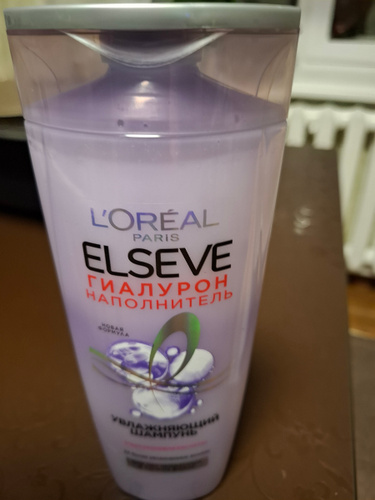 L'ORÉAL
PARIS
ELSEVE
ГИАЛУРОН
НАПОЛНИТЕЛЬ
НОВАЯ
ФОРМУЛА
УВЛАЖНЯЮЩИЙ
ШАМПУНЬ